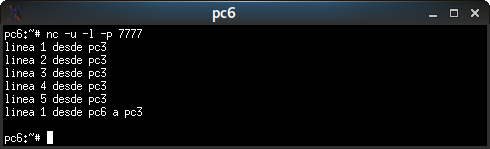 pc6
pc6:~# nc -u -l -p 7777
linea 1 desde pc3
linea 2 desde pc3
linea 3 desde pc3
linea 4 desde pc3
linea 5 desde pc3
linea 1 desde pc6 a pc3
pc6:~#